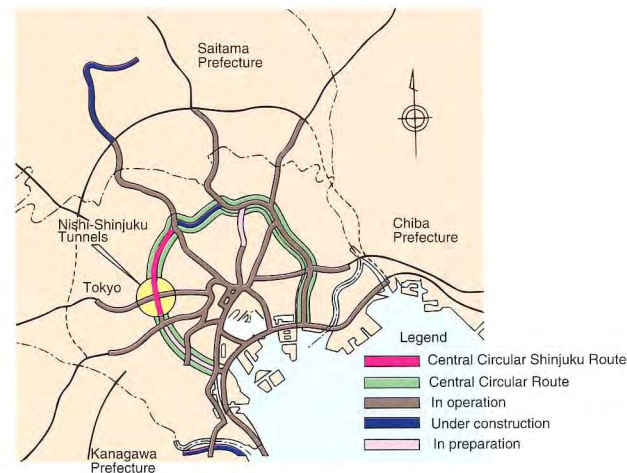 Saitama
Prefecture
Nishi-Shinjuku
Tunnels
Chiba
Prefecture
Tokyo
Legend
Central Circular Shinjuku Route
Central Circular Route
In operation
Under construction
In preparation
Kanagawa
Prefecture